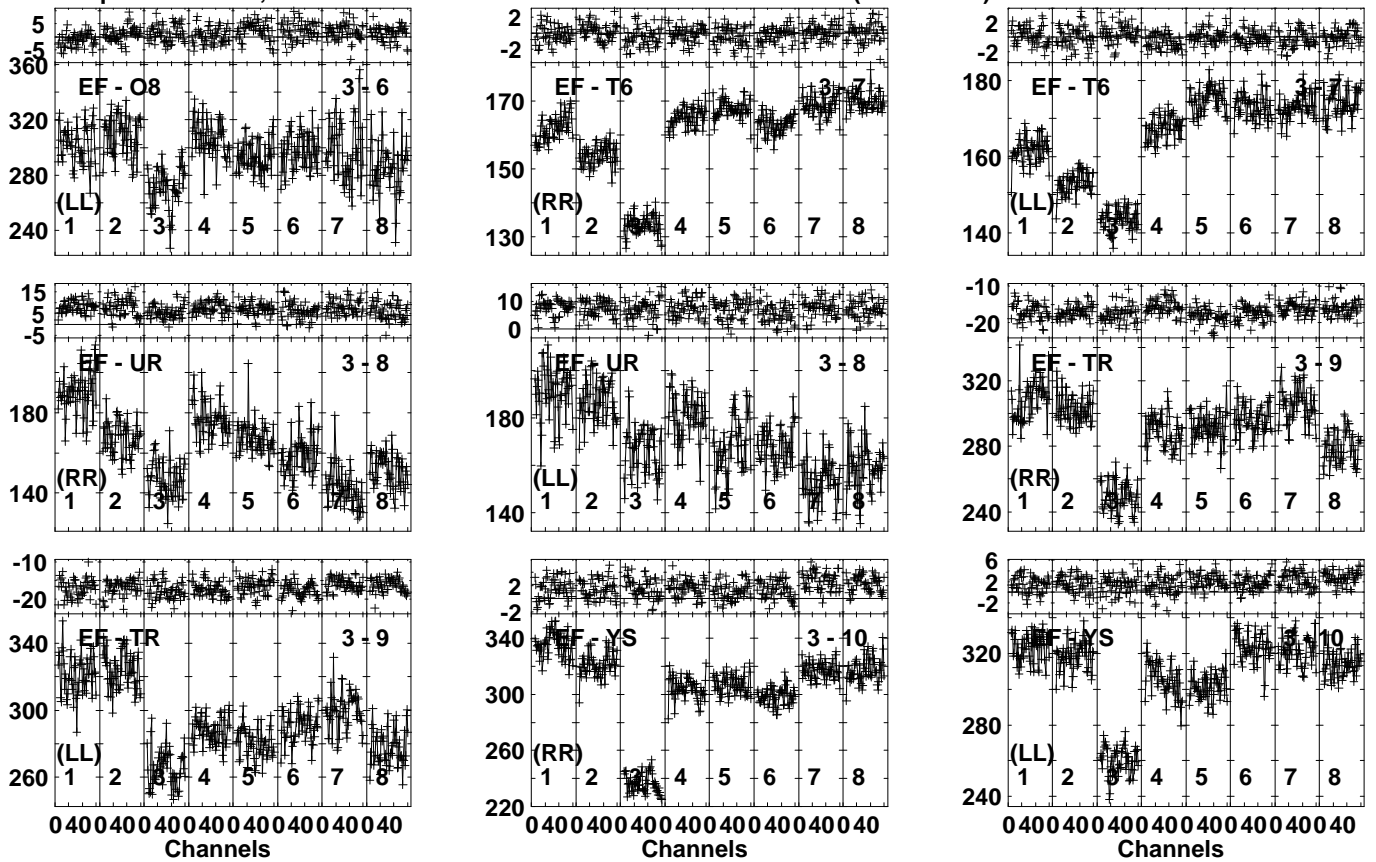 5 2 2
-5 -2 -2
360 EF - O8 3 - 6 EF - T6 3 - 7 180 EF - T6 3 - 7
320 170
280 150 160
(LL) (RR) (LL)
240 1 2 3 4 5 6 7 8 130 1 2 3 4 5 6 7 8 140 1 2 3 4 5 6 7 8
15 10 -10
5 0 -20
-5
EF - UR 3 - 8 EF - UR 3 - 8 320 EF - TR 3 - 9
180 180 280
140 (RR) (LL) (RR)
1 2 3 4 5 6 7 8 140 1 2 3 4 5 6 7 8 240 1 2 3 4 5 6 7 8
-10 2 6
-20 -2 2
-2
340 EF - TR 3 - 9 340 EF - YS 3 - 10 320 EF - YS 3 - 10
300 300 280
(LL) 260 (RR) (LL)
260 1 2 3 4 5 6 7 8 220 1 2 3 4 5 6 7 8 240 1 2 3 4 5 6 7 8
0 40 0 40 0 40 0 40 0 40 0 40 0 40 0 40 0 40 0 40 0 40 0 40 0 40 0 40 0 40 0 40 0 40 0 40 0 40 0 40 0 40 0 40 0 40 0 40
Channels Channels Channels